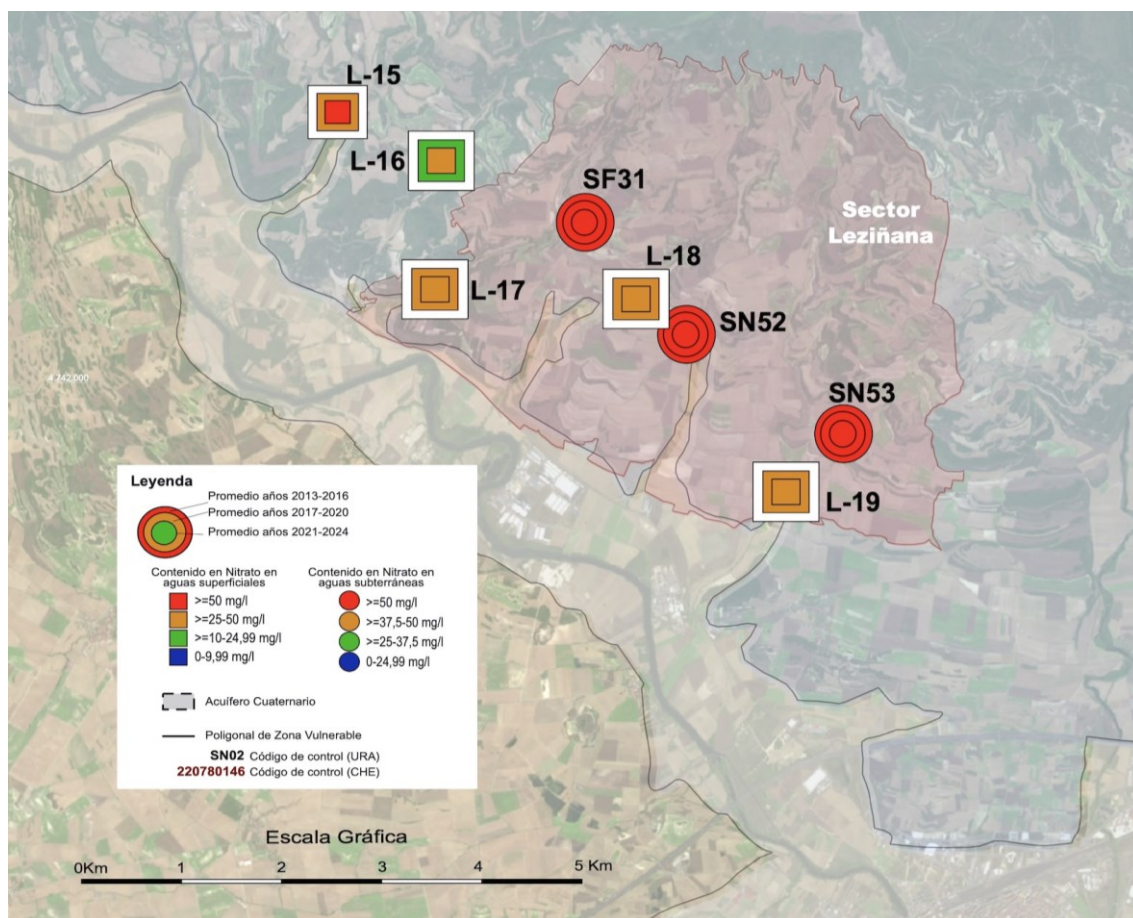 L-15
L-16
SF31
Sector
Leziñana
L-18
L-17
SN52
4.742.000
SN53
L-19
Leyenda
Promedio años 2013-2016
Promedio años 2017-2020
Promedio años 2021-2024
Contenido en Nitrato en
aguas superficiales
>=50 mg/l
>=25-50 mg/l
>=10-24,99 mg/l
0-9,99 mg/l
Contenido en Nitrato en
aguas subterráneas
>=50 mg/l
>=37,5-50 mg/l
>=25-37,5 mg/l
0-24,99 mg/l
Acuífero Cuaternario
Poligonal de Zona Vulnerable
SN02 Código de control (URA)
220780146 Código de control (CHE)
Escala Gráfica
0Km 1 2 3 4 5 Km